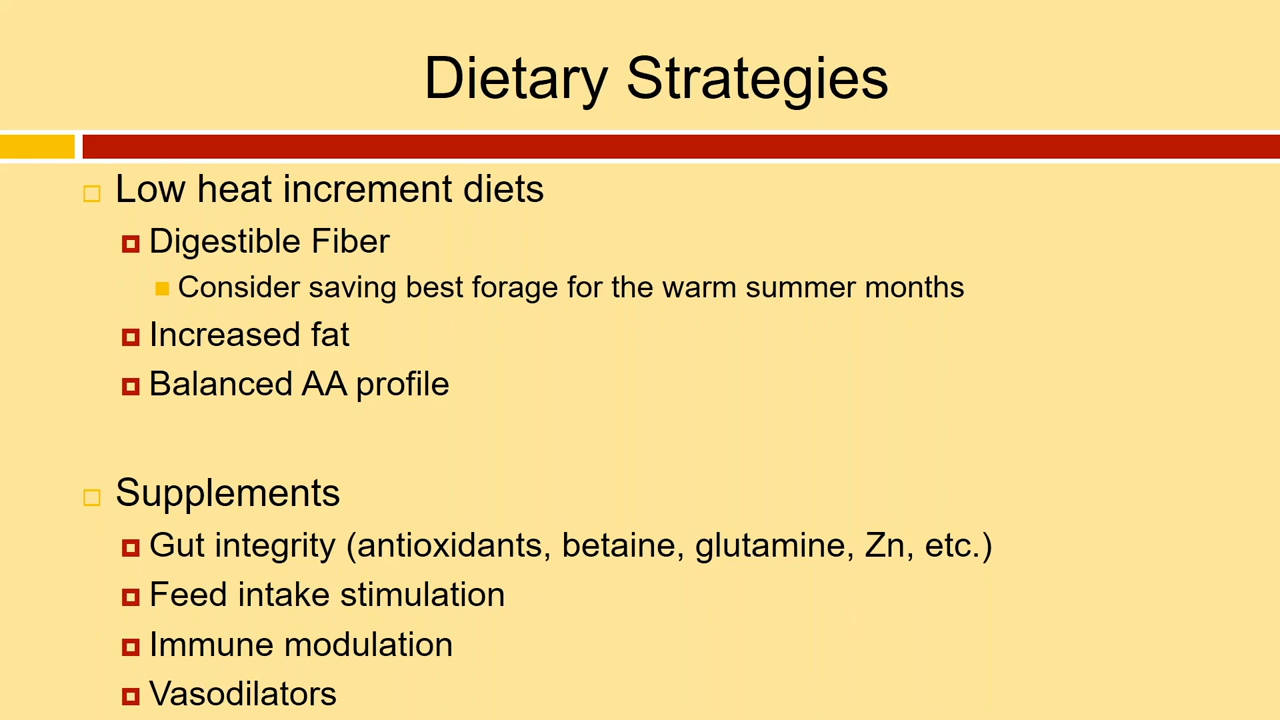 Dietary Strategies
Low heat increment diets
Digestible Fiber
Consider saving best forage for the warm summer months
Increased fat
Balanced AA profile
Supplements
Gut integrity (antioxidants, betaine, glutamine, Zn, etc.)
Feed intake stimulation
Immune modulation
Vasodilators